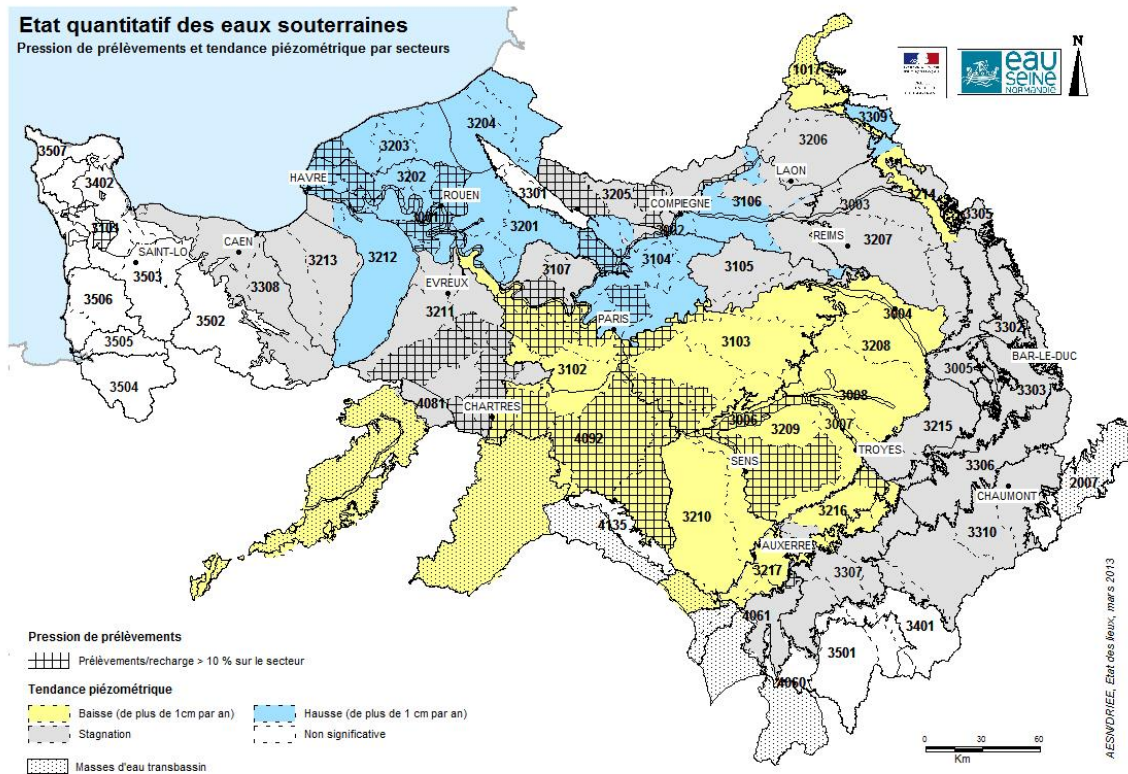 Etat quantitatif des eaux souterraines
Pression de prélèvements et tendance piézométrique par secteurs
eau
SEINE
NORMANDIE
N
1017
3309
3204
3507
3203
3206
3402
HAVRE
3202
LAON
3214
ROUEN
3301
3205
COMPIEGNE
3106
3003
3305
3001
3201
3002
REIMS
3207
CAEN
SAINT-LO
3503
3213
3212
3104
3105
3107
3308
EVREUX
3506
3211
PARIS
3004
3302
3502
3103
3208
BAR-LE-DUC
3505
3005
3102
3303
3504
3008
4081
CHARTRES
3006
3007
3215
4092
3209
TROYES
SENS
3306
2007
CHAUMONT
3210
3216
4135
3310
AUXERRE
3217
3307
4061
3401
3501
4060
Pression de prélèvements
Prélèvements/recharge > 10 % sur le secteur
Tendance piézométrique
Baisse (de plus de 1cm par an)
Hausse (de plus de 1 cm par an)
Stagnation
Non significative
Masses d'eau transbassin
0 30 60
Km
AESN/DRIEE, Etat des lieux, mars 2013